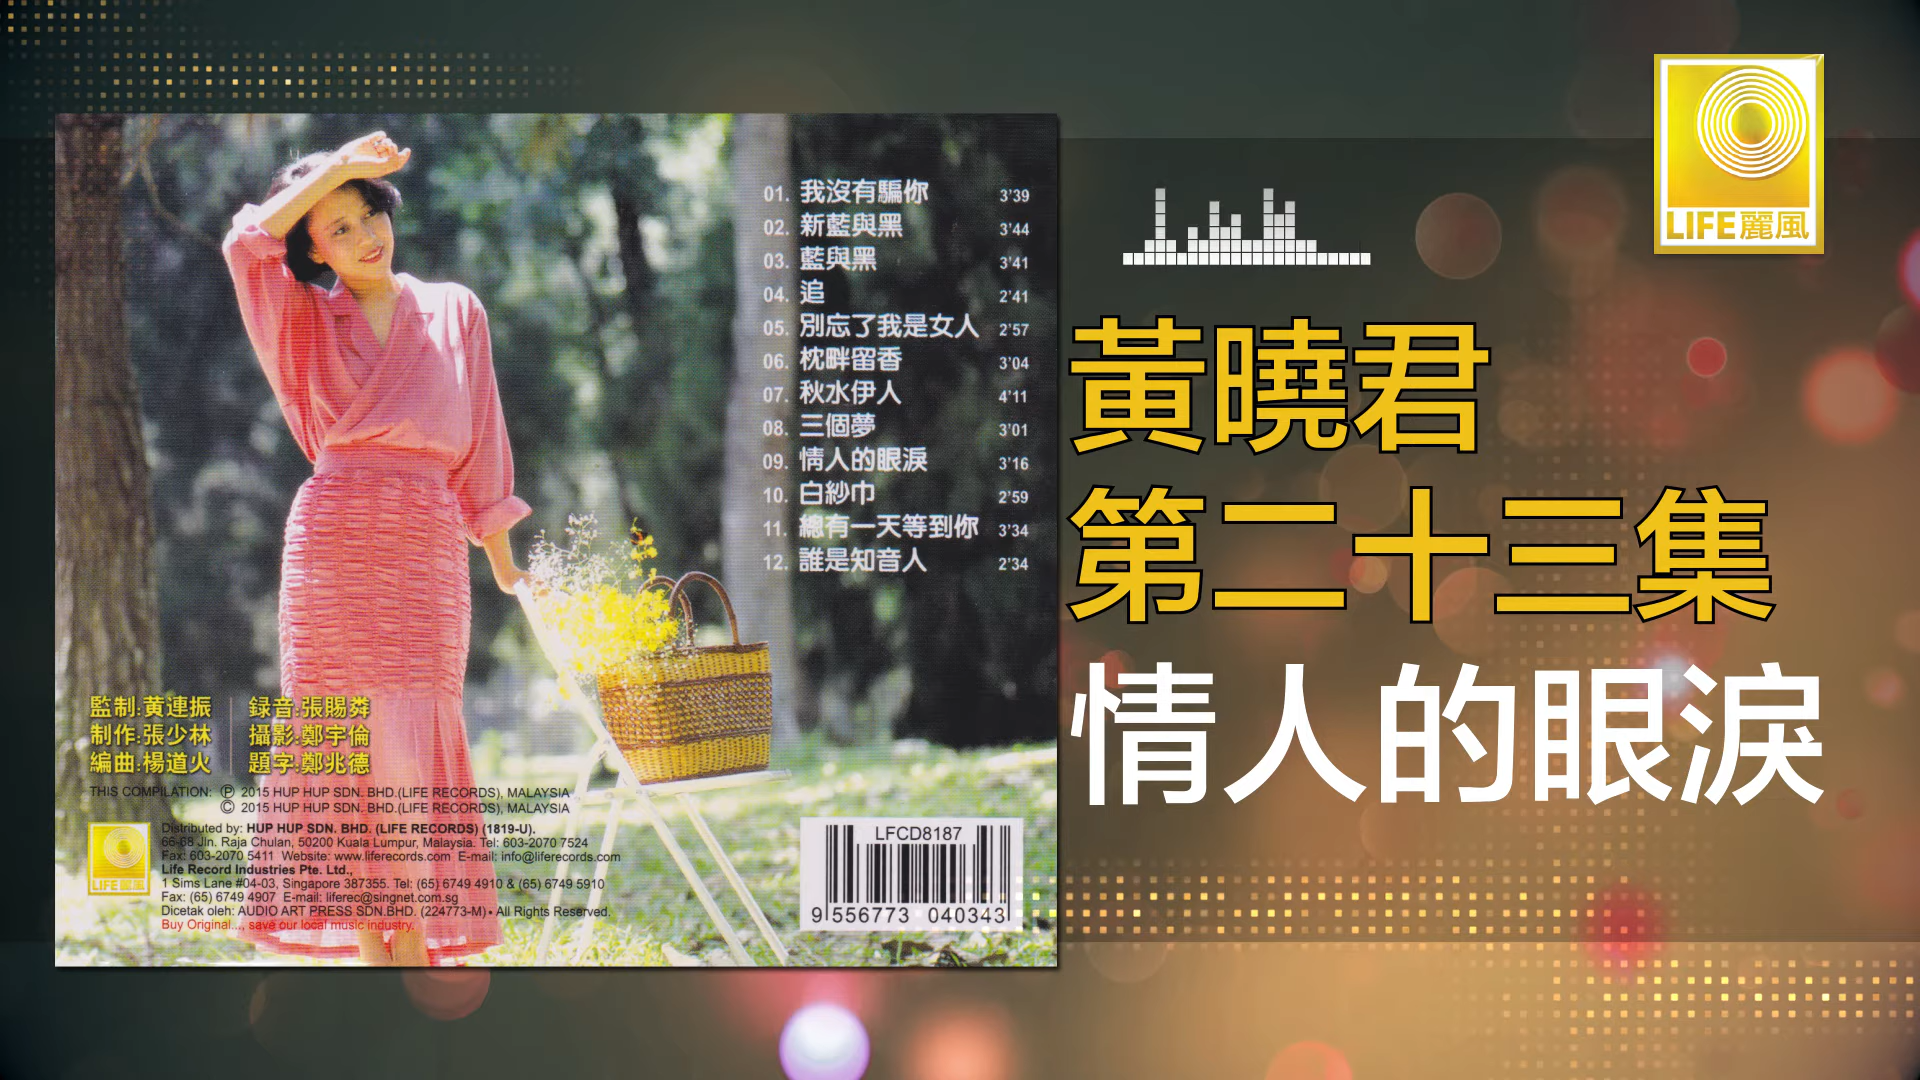 01. 我沒有騙你 3'39
02. 新藍與黑 3'44
03. 藍與黑 3'41
04. 追 2'41
05. 別忘了我是女人 2'57
06. 枕畔留香 3'04
07. 秋水伊人 4'11
08. 三個夢 3'01
09. 情人的眼淚 3'16
10. 白紗巾 2'59
11. 總有一天等到你 3'34
12. 誰是知音人 2'34
監制:黄連振 録音:張賜粦
制作:張少林 攝影:鄭宇倫
編曲:楊道火 題字:鄭兆德
THIS COMPILATION: Ⓟ 2015 HUP HUP SDN. BHD.(LIFE RECORDS), MALAYSIA
© 2015 HUP HUP SDN. BHD.(LIFE RECORDS), MALAYSIA
LIFE麗風
Distributed by: HUP HUP SDN. BHD. (LIFE RECORDS) (1819-U).
66-68 Jln. Raja Chulan, 50200 Kuala Lumpur, Malaysia. Tel: 603-2070 7524
Fax: 603-2070 5411 Website: www.liferecords.com E-mail: info@liferecords.com
Life Record Industries Pte. Ltd.,
1 Sims Lane #04-03, Singapore 387355. Tel: (65) 6749 4910 & (65) 6749 5910
Fax: (65) 6749 4907 E-mail: liferec@singnet.com.sg
Dicetak oleh: AUDIO ART PRESS SDN.BHD. (224773-M) • All Rights Reserved.
Buy Original..., save our local music industry.
LFCD8187
9 556773 040343
LIFE麗風
黃曉君
第二十三集
情人的眼淚